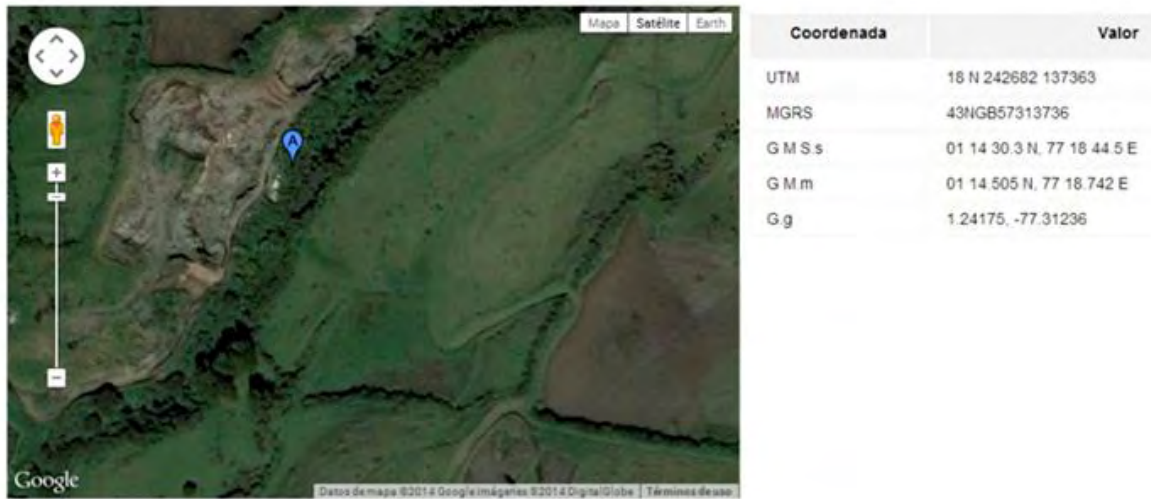 Mapa Satélite Earth
A
Google
Datos de mapa ©2014 Google imágenes ©2014 DigitalGlobe Términos de uso
Coordenada Valor
UTM 18 N 242682 137363
MGRS 43NGB57313736
G M S.s 01 14 30.3 N, 77 18 44.5 E
G M.m 01 14.505 N, 77 18.742 E
G.g 1.24175, -77.31236